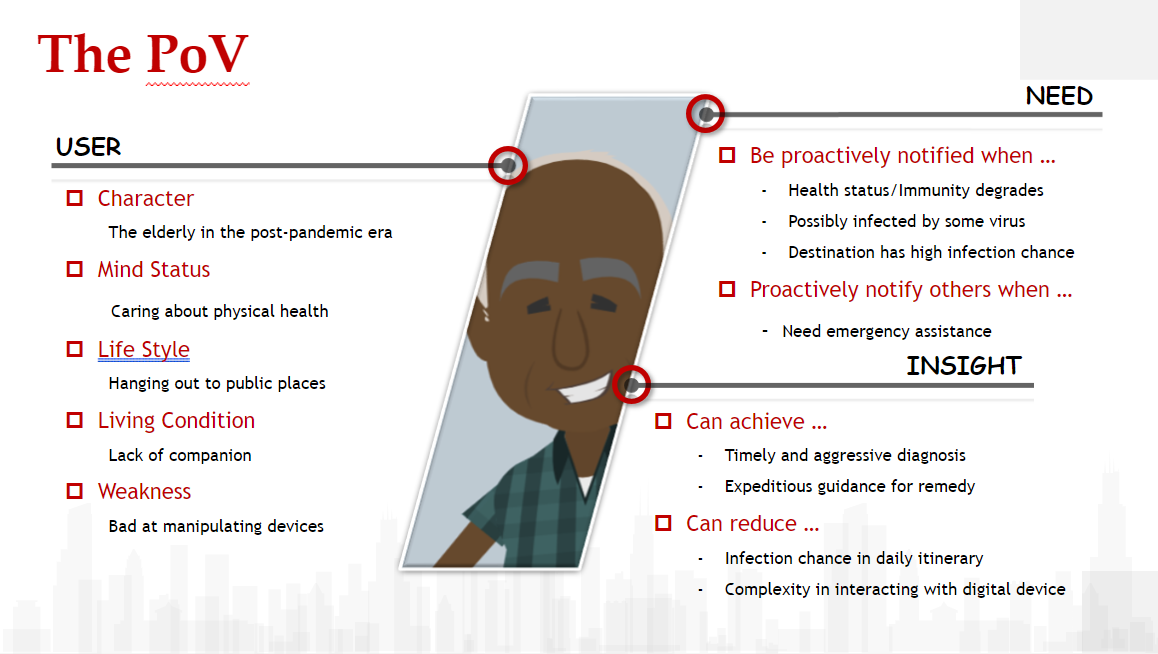 The PoV
USER
Character
The elderly in the post-pandemic era
Mind Status
Caring about physical health
Life Style
Hanging out to public places
Living Condition
Lack of companion
Weakness
Bad at manipulating devices
NEED
Be proactively notified when ...
- Health status/Immunity degrades
- Possibly infected by some virus
- Destination has high infection chance
Proactively notify others when ...
- Need emergency assistance
INSIGHT
Can achieve ...
- Timely and aggressive diagnosis
- Expeditious guidance for remedy
Can reduce ...
- Infection chance in daily itinerary
- Complexity in interacting with digital device